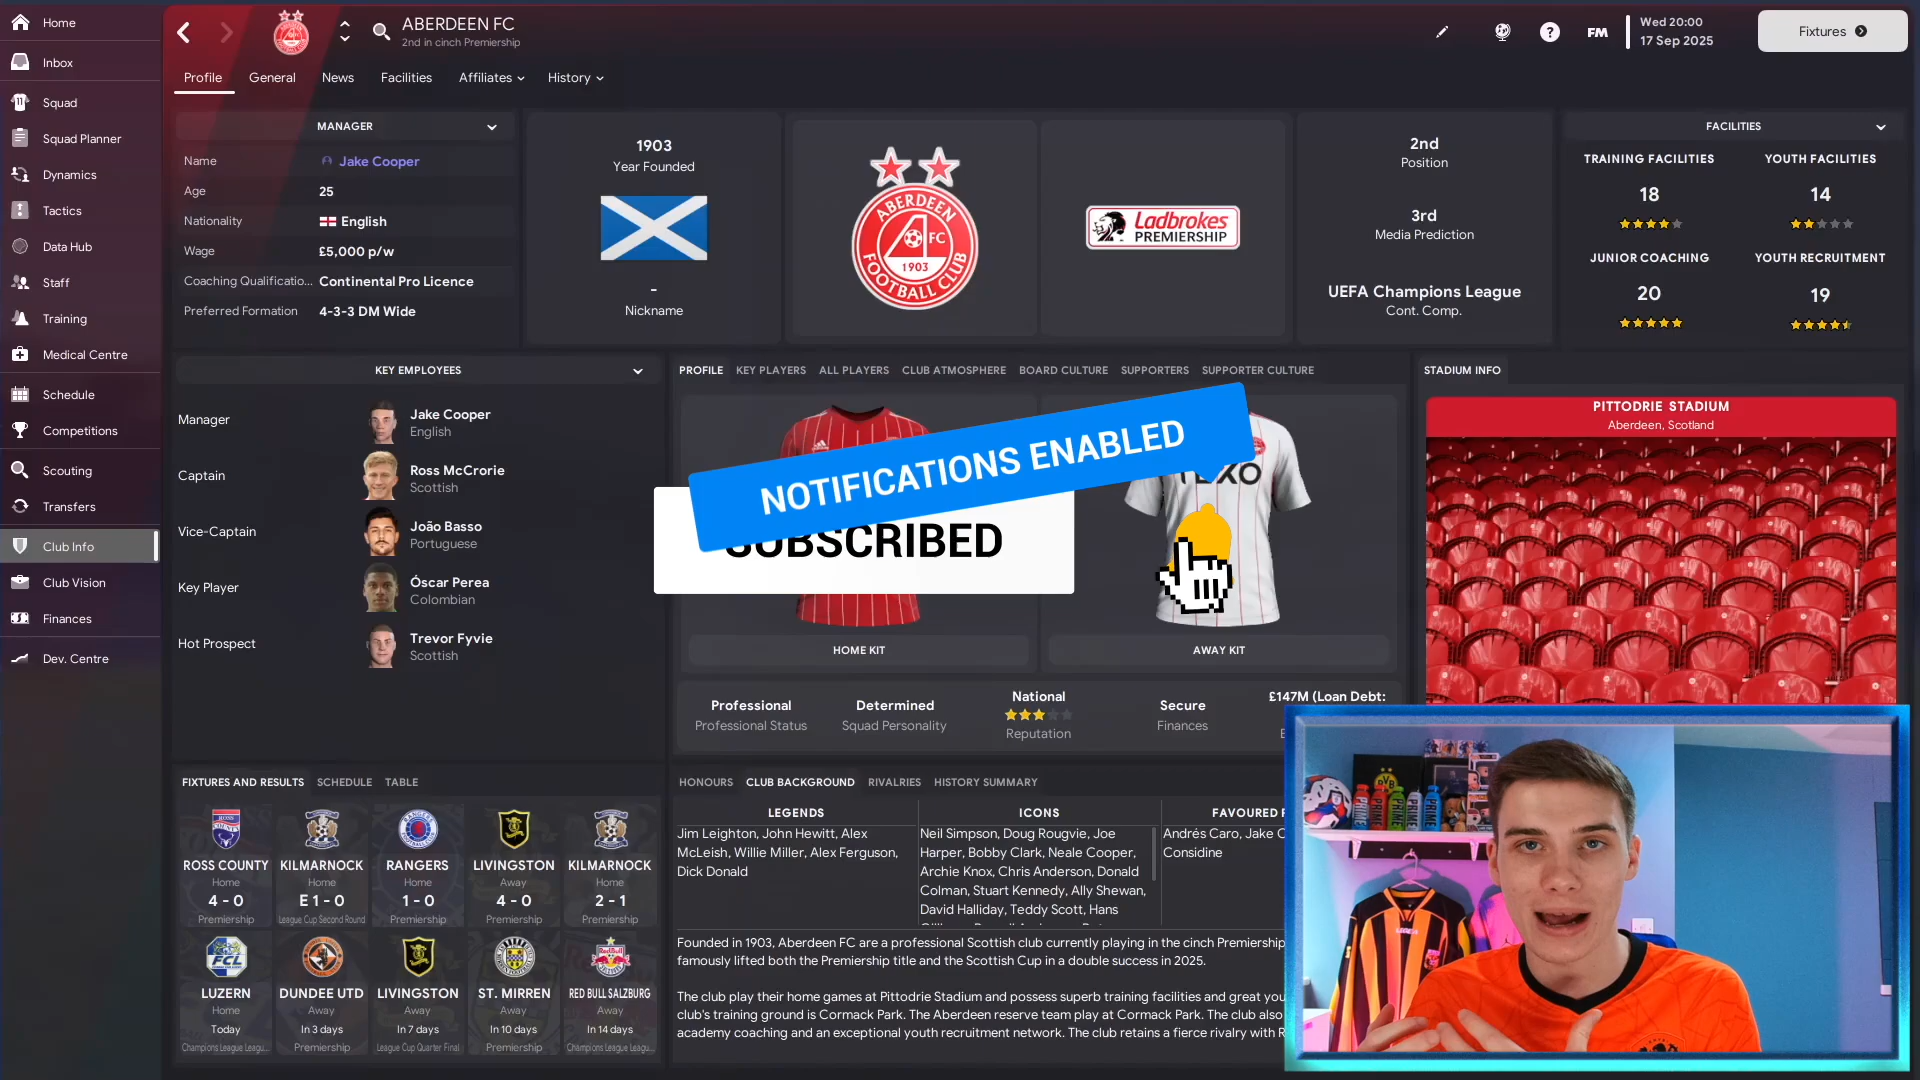 Home
Inbox
Squad
Squad Planner
Dynamics
Tactics
Data Hub
Staff
Training
Medical Centre
Schedule
Competitions
Scouting
Transfers
Club Info
Club Vision
Finances
Dev. Centre
ABERDEEN FC
2nd in cinch Premiership
FM
Wed 20:00
17 Sep 2025
Fixtures
Profile General News Facilities Affiliates History
MANAGER
Name Jake Cooper
Age 25
Nationality English
Wage £5,000 p/w
Coaching Qualificatio... Continental Pro Licence
Preferred Formation 4-3-3 DM Wide
1903
Year Founded
-
Nickname
ABERDEEN
FC
1903
FOOTBALL CLUB
Ladbrokes
PREMIERSHIP
2nd
Position
3rd
Media Prediction
UEFA Champions League
Cont. Comp.
FACILITIES
TRAINING FACILITIES YOUTH FACILITIES
18 14
JUNIOR COACHING YOUTH RECRUITMENT
20 19
KEY EMPLOYEES
Manager Jake Cooper
English
Captain Ross McCrorie
Scottish
Vice-Captain João Basso
Portuguese
Key Player Óscar Perea
Colombian
Hot Prospect Trevor Fyvie
Scottish
PROFILE KEY PLAYERS ALL PLAYERS CLUB ATMOSPHERE BOARD CULTURE SUPPORTERS SUPPORTER CULTURE
NOTIFICATIONS ENABLED
SUBSCRIBED
HOME KIT AWAY KIT
Professional
Professional Status
Determined
Squad Personality
National
Reputation
Secure
Finances
£147M (Loan Debt:
STADIUM INFO
PITTODRIE STADIUM
Aberdeen, Scotland
FIXTURES AND RESULTS SCHEDULE TABLE
ROSS COUNTY KILMARNOCK RANGERS LIVINGSTON KILMARNOCK
Home Home Home Away Home
4 - 0 E 1 - 0 1 - 0 4 - 0 2 - 1
Premiership League Cup Second Round Premiership Premiership Premiership
LUZERN DUNDEE UTD LIVINGSTON ST. MIRREN RED BULL SALZBURG
Home Away Away Away Away
Today In 3 days In 7 days In 10 days In 14 days
Champions League Leagu... Premiership League Cup Quarter Final Premiership Champions League Leagu...
HONOURS CLUB BACKGROUND RIVALRIES HISTORY SUMMARY
LEGENDS
Jim Leighton, John Hewitt, Alex
McLeish, Willie Miller, Alex Ferguson,
Dick Donald
ICONS
Neil Simpson, Doug Rougvie, Joe
Harper, Bobby Clark, Neale Cooper,
Archie Knox, Chris Anderson, Donald
Colman, Stuart Kennedy, Ally Shewan,
David Halliday, Teddy Scott, Hans
FAVOURED
Andrés Caro, Jake C
Considine
Founded in 1903, Aberdeen FC are a professional Scottish club currently playing in the cinch Premiership
famously lifted both the Premiership title and the Scottish Cup in a double success in 2025.
The club play their home games at Pittodrie Stadium and possess superb training facilities and great you
club's training ground is Cormack Park. The Aberdeen reserve team play at Cormack Park. The club also
academy coaching and an exceptional youth recruitment network. The club retains a fierce rivalry with R